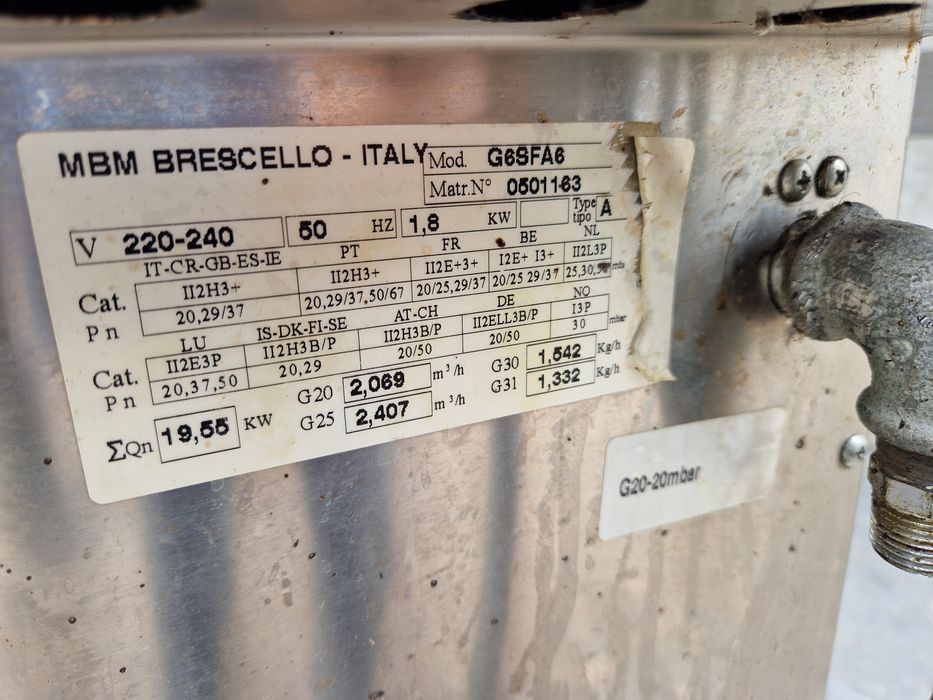 MBM BRESCELLO - ITALY
Mod. G6SFA6
Matr.N° 0501163
V 220-240 50 HZ 1,8 KW Type tipo A
IT-CR-GB-ES-IE PT FR BE NL
Cat. II2H3+ II2H3+ II2E+3+ I2E+ I3+ II2L3P
Pn 20,29/37 20,29/37,50/67 20/25,29/37 20/25 29/37 25,30, mbar
LU IS-DK-FI-SE AT-CH DE NO
Cat. II2E3P II2H3B/P II2H3B/P II2ELL3B/P I3P
Pn 20,37,50 20,29 20/50 20/50 30 mbar
ΣQn 19,55 KW G20 2,069 m³/h G30 1,542 Kg/h
G25 2,407 m³/h G31 1,332 Kg/h
G20-20mbar